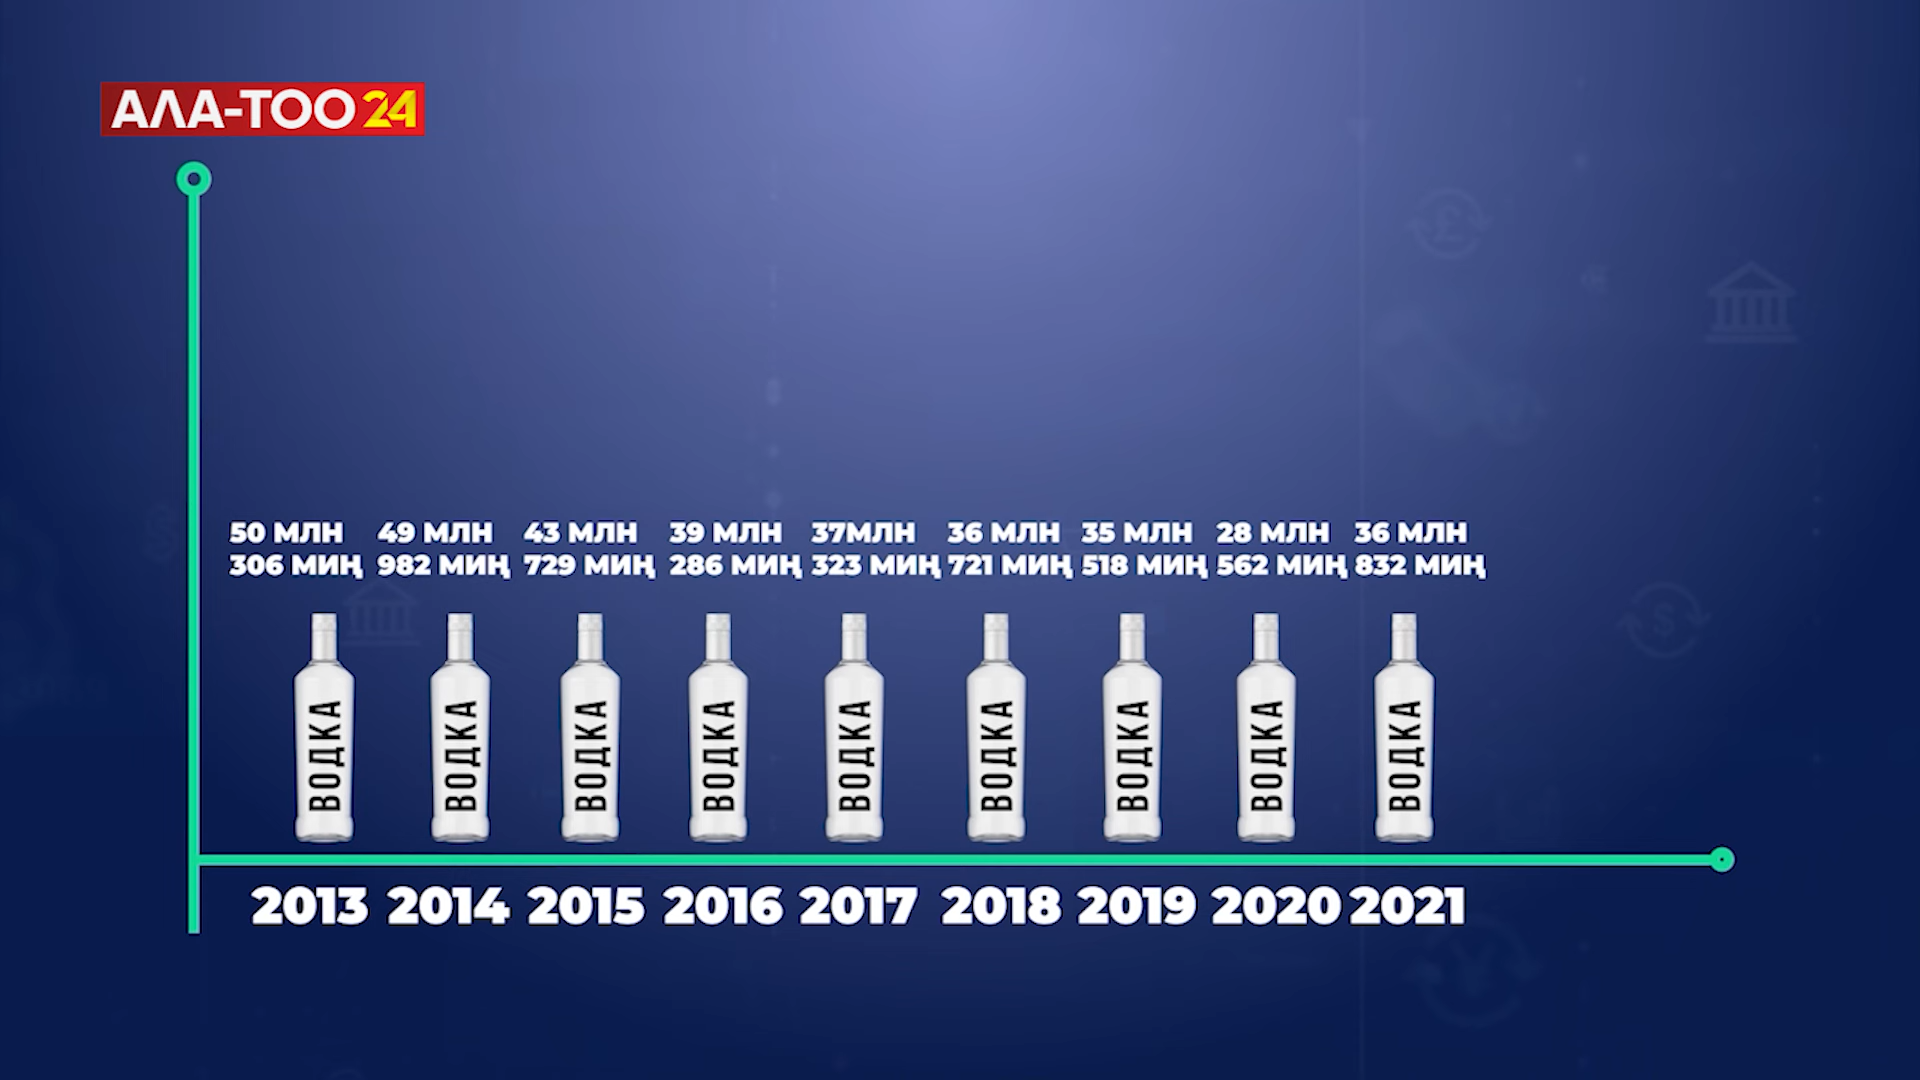 АЛА-ТОО 24
50 МЛН 49 МЛН 43 МЛН 39 МЛН 37МЛН 36 МЛН 35 МЛН 28 МЛН 36 МЛН
306 МИҢ 982 МИҢ 729 МИҢ 286 МИҢ 323 МИҢ 721 МИҢ 518 МИҢ 562 МИҢ 832 МИҢ
ВОДКА ВОДКА ВОДКА ВОДКА ВОДКА ВОДКА ВОДКА ВОДКА ВОДКА
2013 2014 2015 2016 2017 2018 2019 2020 2021